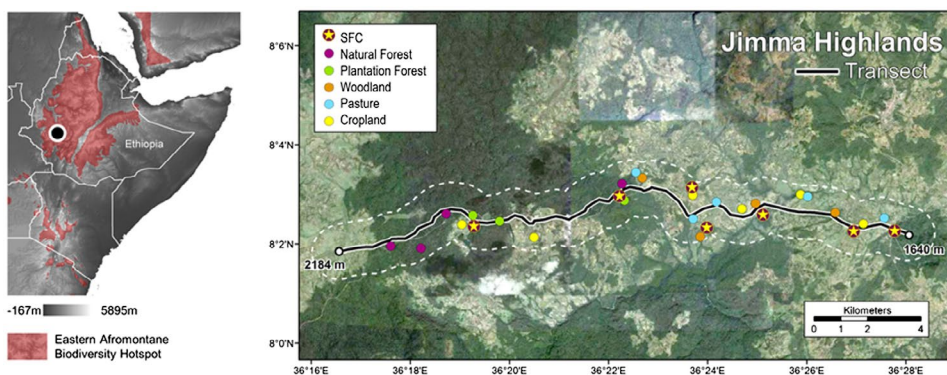 Ethiopia
-167m
5895m
Eastern Afromontane
Biodiversity Hotspot
8°6'N
8°4'N
8°2'N
8°0'N
SFC
Natural Forest
Plantation Forest
Woodland
Pasture
Cropland
Jimma Highlands
Transect
2184 m
1640 m
Kilometers
0 1 2 4
36°16'E
36°18'E
36°20'E
36°22'E
36°24'E
36°26'E
36°28'E